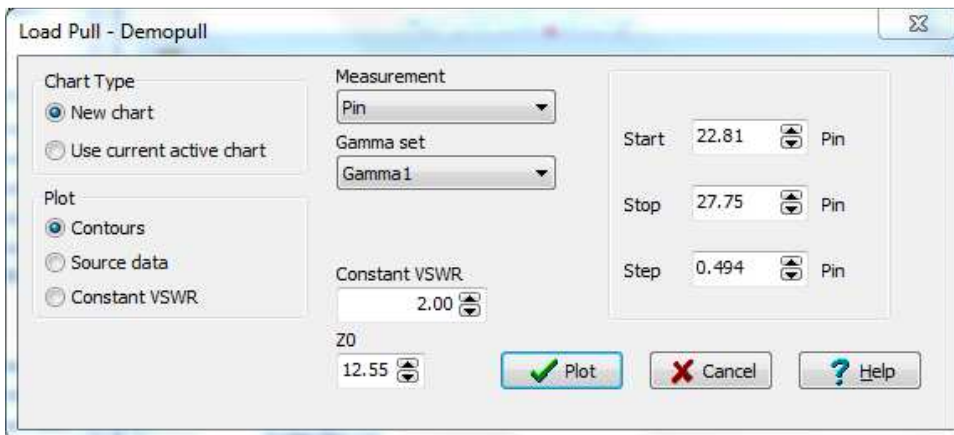 Load Pull - Demopull
Chart Type
New chart
Use current active chart
Plot
Contours
Source data
Constant VSWR
Measurement
Pin
Gamma set
Gamma1
Constant VSWR
2.00
Z0
12.55
Start 22.81 Pin
Stop 27.75 Pin
Step 0.494 Pin
Plot
Cancel
Help